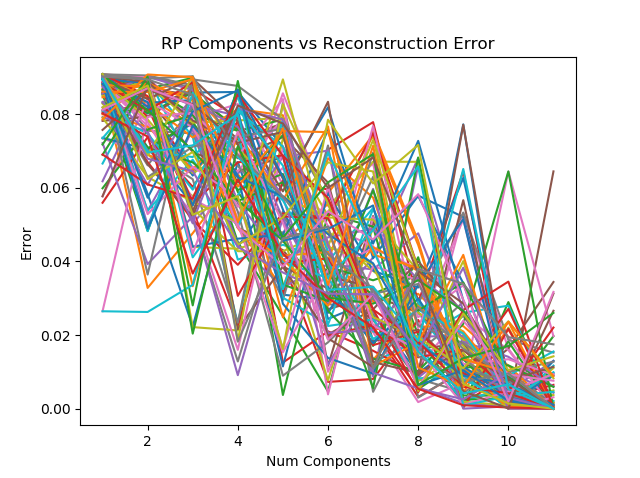 RP Components vs Reconstruction Error
0.08
0.06
0.04
0.02
0.00
Error
2 4 6 8 10
Num Components